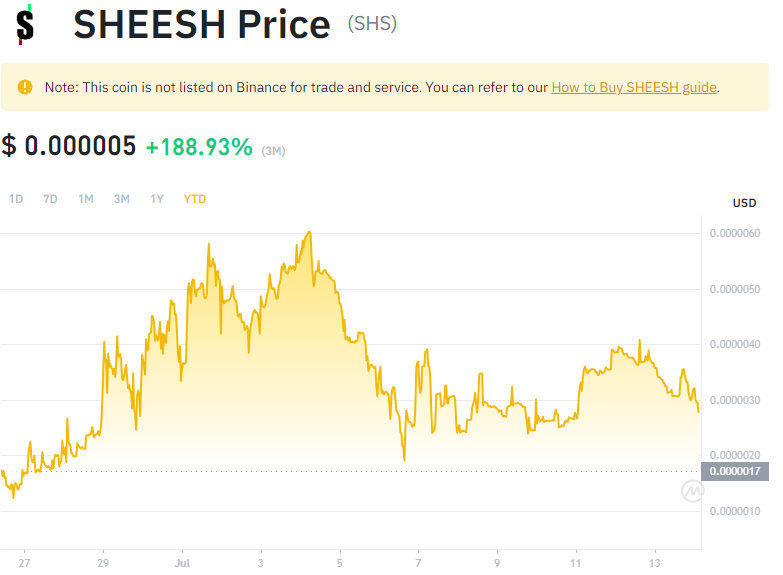 SHEESH Price (SHS)
Note: This coin is not listed on Binance for trade and service. You can refer to our How to Buy SHEESH guide.
$ 0.000005 +188.93% (3M)
1D 7D 1M 3M 1Y YTD
USD
0.0000060
0.0000050
0.0000040
0.0000030
0.0000020
0.0000017
0.0000010
27 29 Jul 3 5 7 9 11 13